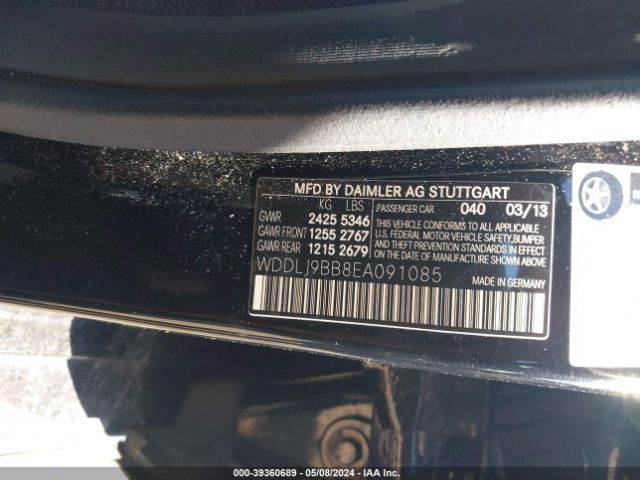 MFD BY DAIMLER AG STUTTGART
KG LBS PASSENGER CAR 040 03/13
GVWR 2425 5346
GAWR FRONT 1255 2767
GAWR REAR 1215 2679
THIS VEHICLE CONFORMS TO ALL APPLICABLE
U.S. FEDERAL MOTOR VEHICLE SAFETY, BUMPER
AND THEFT PREVENTION STANDARDS IN EFFECT
ON THE DATE OF MANUFACTURE SHOWN ABOVE.
WDDLJ9BB8EA091085
MADE IN GERMANY
000-39360689 - 05/08/2024 - IAA Inc.